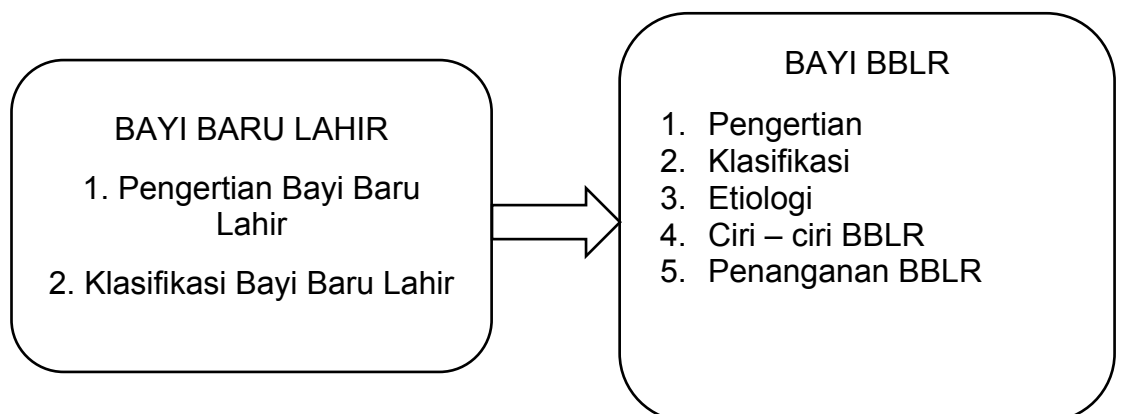 BAYI BARU LAHIR
1. Pengertian Bayi Baru
Lahir
2. Klasifikasi Bayi Baru Lahir
BAYI BBLR
1. Pengertian
2. Klasifikasi
3. Etiologi
4. Ciri – ciri BBLR
5. Penanganan BBLR